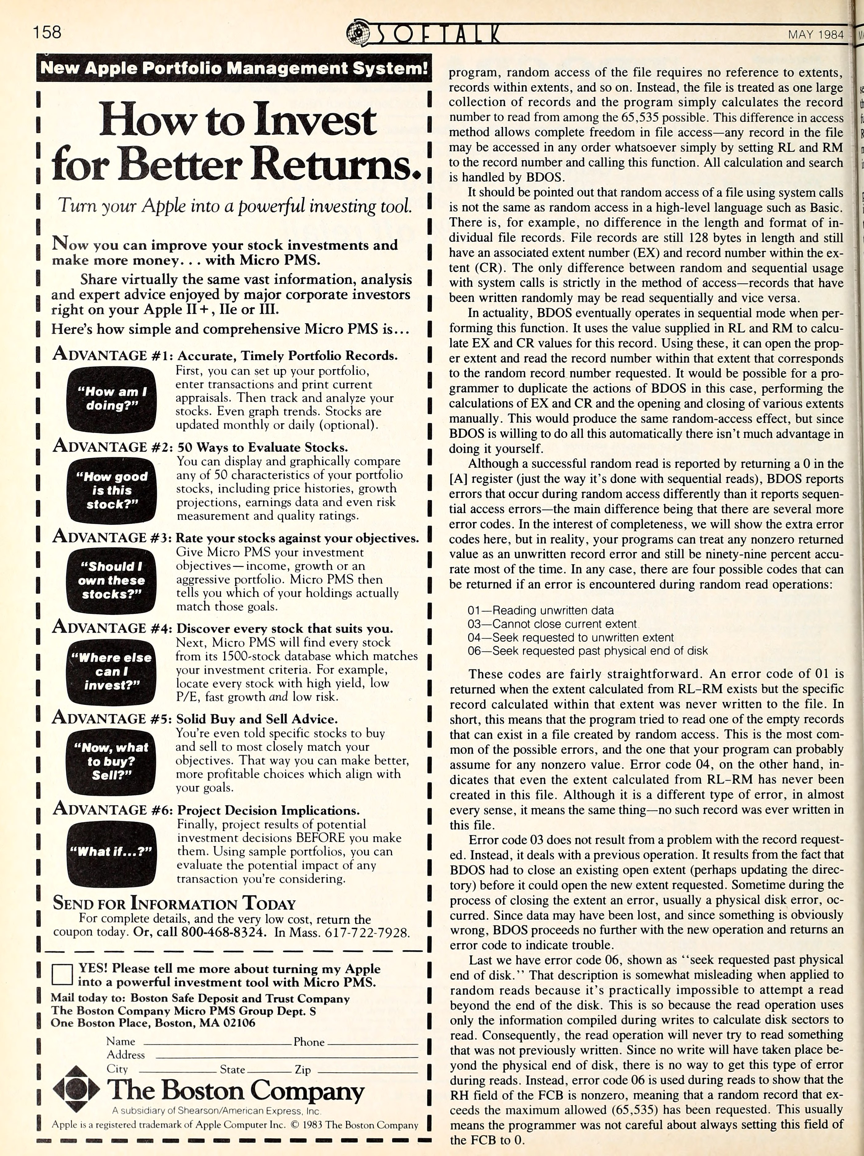 158
SOFTALK
MAY 1984
New Apple Portfolio Management System!
How to Invest
for Better Returns.
Turn your Apple into a powerful investing tool.
Now you can improve your stock investments and
make more money. . . with Micro PMS.
Share virtually the same vast information, analysis
and expert advice enjoyed by major corporate investors
right on your Apple II+, IIe or III.
Here's how simple and comprehensive Micro PMS is...
ADVANTAGE #1: Accurate, Timely Portfolio Records.
"How am I
doing?"
First, you can set up your portfolio,
enter transactions and print current
appraisals. Then track and analyze your
stocks. Even graph trends. Stocks are
updated monthly or daily (optional).
ADVANTAGE #2: 50 Ways to Evaluate Stocks.
"How good
is this
stock?"
You can display and graphically compare
any of 50 characteristics of your portfolio
stocks, including price histories, growth
projections, earnings data and even risk
measurement and quality ratings.
ADVANTAGE #3: Rate your stocks against your objectives.
"Should I
own these
stocks?"
Give Micro PMS your investment
objectives—income, growth or an
aggressive portfolio. Micro PMS then
tells you which of your holdings actually
match those goals.
ADVANTAGE #4: Discover every stock that suits you.
"Where else
can I
invest?"
Next, Micro PMS will find every stock
from its 1500-stock database which matches
your investment criteria. For example,
locate every stock with high yield, low
P/E, fast growth and low risk.
ADVANTAGE #5: Solid Buy and Sell Advice.
"Now, what
to buy?
Sell?"
You're even told specific stocks to buy
and sell to most closely match your
objectives. That way you can make better,
more profitable choices which align with
your goals.
ADVANTAGE #6: Project Decision Implications.
"What if...?"
Finally, project results of potential
investment decisions BEFORE you make
them. Using sample portfolios, you can
evaluate the potential impact of any
transaction you're considering.
SEND FOR INFORMATION TODAY
For complete details, and the very low cost, return the
coupon today. Or, call 800-468-8324. In Mass. 617-722-7928.
YES! Please tell me more about turning my Apple
into a powerful investment tool with Micro PMS.
Mail today to: Boston Safe Deposit and Trust Company
The Boston Company Micro PMS Group Dept. S
One Boston Place, Boston, MA 02106
Name Phone
Address
City State Zip
The Boston Company
A subsidiary of Shearson/American Express, Inc.
Apple is a registered trademark of Apple Computer Inc. © 1983 The Boston Company
program, random access of the file requires no reference to extents,
records within extents, and so on. Instead, the file is treated as one large
collection of records and the program simply calculates the record
number to read from among the 65,535 possible. This difference in access
method allows complete freedom in file access—any record in the file
may be accessed in any order whatsoever simply by setting RL and RM
to the record number and calling this function. All calculation and search
is handled by BDOS.
It should be pointed out that random access of a file using system calls
is not the same as random access in a high-level language such as Basic.
There is, for example, no difference in the length and format of in-
dividual file records. File records are still 128 bytes in length and still
have an associated extent number (EX) and record number within the ex-
tent (CR). The only difference between random and sequential usage
with system calls is strictly in the method of access—records that have
been written randomly may be read sequentially and vice versa.
In actuality, BDOS eventually operates in sequential mode when per-
forming this function. It uses the value supplied in RL and RM to calcu-
late EX and CR values for this record. Using these, it can open the prop-
er extent and read the record number within that extent that corresponds
to the random record number requested. It would be possible for a pro-
grammer to duplicate the actions of BDOS in this case, performing the
calculations of EX and CR and the opening and closing of various extents
manually. This would produce the same random-access effect, but since
BDOS is willing to do all this automatically there isn't much advantage in
doing it yourself.
Although a successful random read is reported by returning a 0 in the
[A] register (just the way it's done with sequential reads), BDOS reports
errors that occur during random access differently than it reports sequen-
tial access errors—the main difference being that there are several more
error codes. In the interest of completeness, we will show the extra error
codes here, but in reality, your programs can treat any nonzero returned
value as an unwritten record error and still be ninety-nine percent accu-
rate most of the time. In any case, there are four possible codes that can
be returned if an error is encountered during random read operations:
01—Reading unwritten data
03—Cannot close current extent
04—Seek requested to unwritten extent
06—Seek requested past physical end of disk
These codes are fairly straightforward. An error code of 01 is
returned when the extent calculated from RL–RM exists but the specific
record calculated within that extent was never written to the file. In
short, this means that the program tried to read one of the empty records
that can exist in a file created by random access. This is the most com-
mon of the possible errors, and the one that your program can probably
assume for any nonzero value. Error code 04, on the other hand, in-
dicates that even the extent calculated from RL–RM has never been
created in this file. Although it is a different type of error, in almost
every sense, it means the same thing—no such record was ever written in
this file.
Error code 03 does not result from a problem with the record request-
ed. Instead, it deals with a previous operation. It results from the fact that
BDOS had to close an existing open extent (perhaps updating the direc-
tory) before it could open the new extent requested. Sometime during the
process of closing the extent an error, usually a physical disk error, oc-
curred. Since data may have been lost, and since something is obviously
wrong, BDOS proceeds no further with the new operation and returns an
error code to indicate trouble.
Last we have error code 06, shown as "seek requested past physical
end of disk." That description is somewhat misleading when applied to
random reads because it's practically impossible to attempt a read
beyond the end of the disk. This is so because the read operation uses
only the information compiled during writes to calculate disk sectors to
read. Consequently, the read operation will never try to read something
that was not previously written. Since no write will have taken place be-
yond the physical end of disk, there is no way to get this type of error
during reads. Instead, error code 06 is used during reads to show that the
RH field of the FCB is nonzero, meaning that a random record that ex-
ceeds the maximum allowed (65,535) has been requested. This usually
means the programmer was not careful about always setting this field of
the FCB to 0.